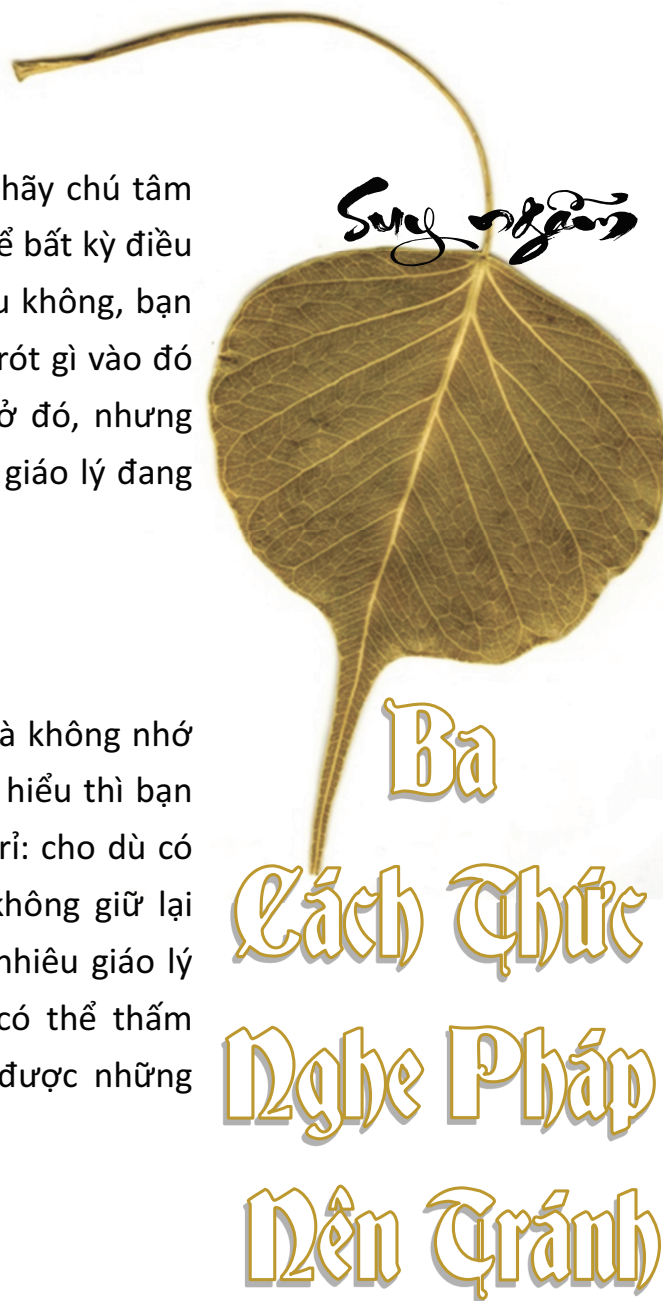 hãy chú tâm
ể bất kỳ điều
u không, bạn
rót gì vào đó
ở đó, nhưng
giáo lý đang
à không nhớ
hiểu thì bạn
rỉ: cho dù có
không giữ lại
nhiêu giáo lý
có thể thấm
được những
Suy ngẫm
Ba
Cách Thức
Nghe Pháp
Nên Tránh